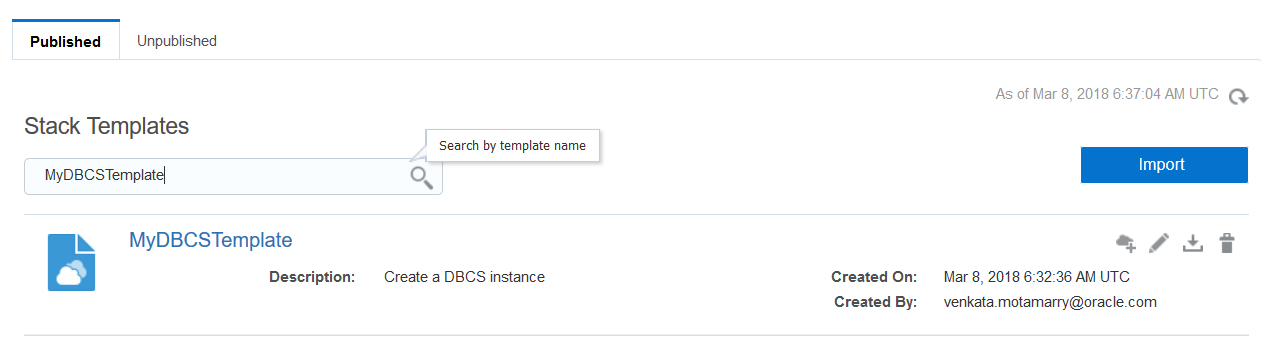 Published Unpublished
As of Mar 8, 2018 6:37:04 AM UTC
Stack Templates
Search by template name
MyDBCSTemplate
Import
MyDBCSTemplate
Description: Create a DBCS instance Created On: Mar 8, 2018 6:32:36 AM UTC
Created By: venkata.motamarry@oracle.com